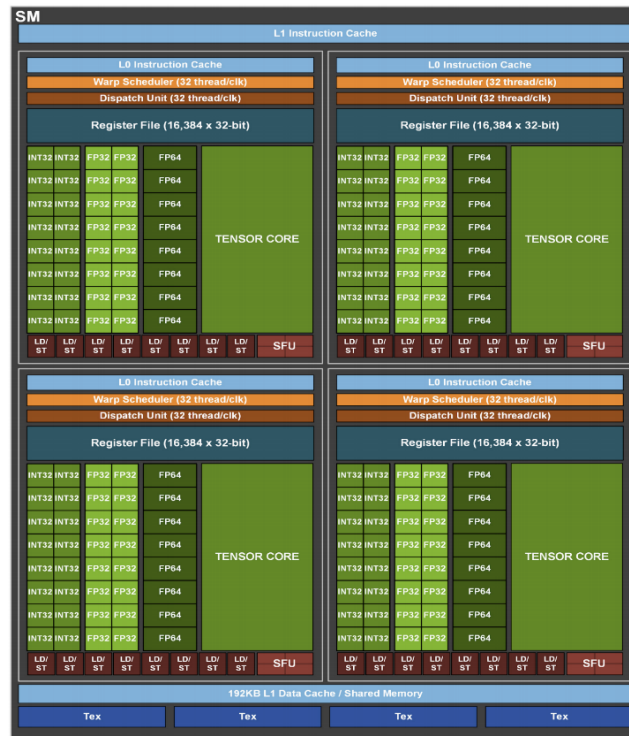 SM
L1 Instruction Cache
L0 Instruction Cache L0 Instruction Cache
Warp Scheduler (32 thread/clk) Warp Scheduler (32 thread/clk)
Dispatch Unit (32 thread/clk) Dispatch Unit (32 thread/clk)
Register File (16,384 x 32-bit) Register File (16,384 x 32-bit)
INT32 INT32 FP32 FP32 FP64 INT32 INT32 FP32 FP32 FP64
INT32 INT32 FP32 FP32 FP64 INT32 INT32 FP32 FP32 FP64
INT32 INT32 FP32 FP32 FP64 INT32 INT32 FP32 FP32 FP64
INT32 INT32 FP32 FP32 FP64 INT32 INT32 FP32 FP32 FP64
TENSOR CORE TENSOR CORE
INT32 INT32 FP32 FP32 FP64 INT32 INT32 FP32 FP32 FP64
INT32 INT32 FP32 FP32 FP64 INT32 INT32 FP32 FP32 FP64
INT32 INT32 FP32 FP32 FP64 INT32 INT32 FP32 FP32 FP64
INT32 INT32 FP32 FP32 FP64 INT32 INT32 FP32 FP32 FP64
LD/ LD/ LD/ LD/ LD/ LD/ LD/ LD/ SFU LD/ LD/ LD/ LD/ LD/ LD/ LD/ LD/ SFU
ST ST ST ST ST ST ST ST ST ST ST ST ST ST ST ST
L0 Instruction Cache L0 Instruction Cache
Warp Scheduler (32 thread/clk) Warp Scheduler (32 thread/clk)
Dispatch Unit (32 thread/clk) Dispatch Unit (32 thread/clk)
Register File (16,384 x 32-bit) Register File (16,384 x 32-bit)
INT32 INT32 FP32 FP32 FP64 INT32 INT32 FP32 FP32 FP64
INT32 INT32 FP32 FP32 FP64 INT32 INT32 FP32 FP32 FP64
INT32 INT32 FP32 FP32 FP64 INT32 INT32 FP32 FP32 FP64
INT32 INT32 FP32 FP32 FP64 INT32 INT32 FP32 FP32 FP64
TENSOR CORE TENSOR CORE
INT32 INT32 FP32 FP32 FP64 INT32 INT32 FP32 FP32 FP64
INT32 INT32 FP32 FP32 FP64 INT32 INT32 FP32 FP32 FP64
INT32 INT32 FP32 FP32 FP64 INT32 INT32 FP32 FP32 FP64
INT32 INT32 FP32 FP32 FP64 INT32 INT32 FP32 FP32 FP64
LD/ LD/ LD/ LD/ LD/ LD/ LD/ LD/ SFU LD/ LD/ LD/ LD/ LD/ LD/ LD/ LD/ SFU
ST ST ST ST ST ST ST ST ST ST ST ST ST ST ST ST
192KB L1 Data Cache / Shared Memory
Tex Tex Tex Tex